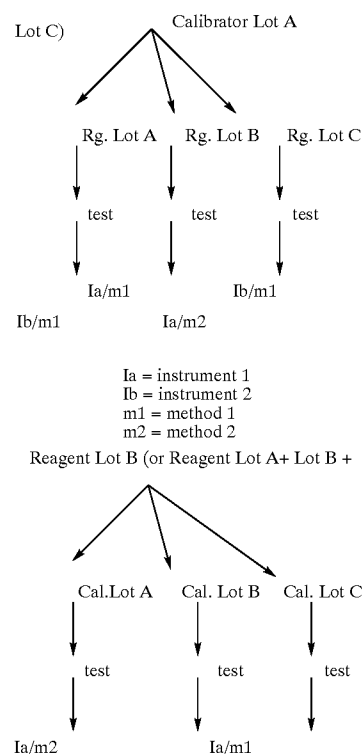 Calibrator Lot A
Lot C)
Rg. Lot A Rg. Lot B Rg. Lot C
test test test
Ia/m1 Ib/m1
Ib/m1 Ia/m2
Ia = instrument 1
Ib = instrument 2
m1 = method 1
m2 = method 2
Reagent Lot B (or Reagent Lot A+ Lot B +
Cal.Lot A Cal. Lot B Cal. Lot C
test test test
Ia/m2 Ia/m1